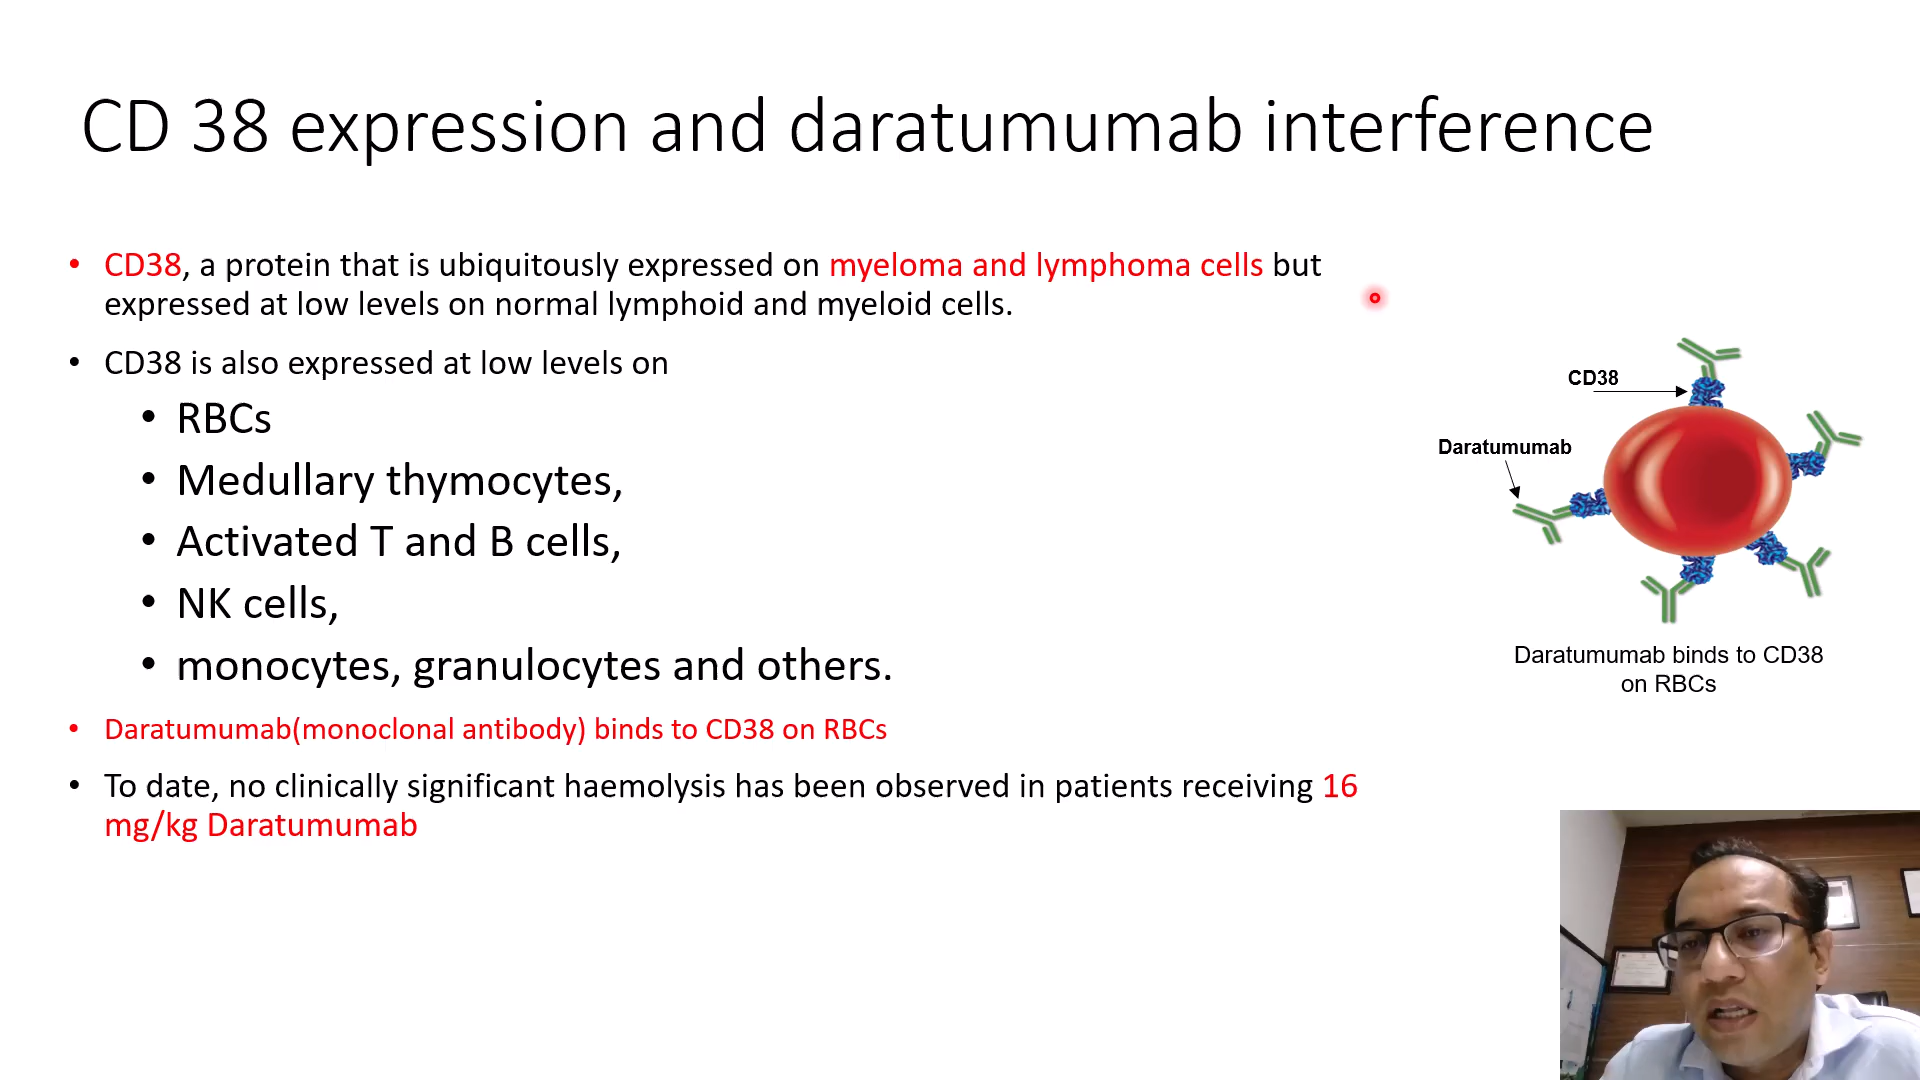 CD 38 expression and daratumumab interference
• CD38, a protein that is ubiquitously expressed on myeloma and lymphoma cells but
expressed at low levels on normal lymphoid and myeloid cells.
• CD38 is also expressed at low levels on
• RBCs
• Medullary thymocytes,
• Activated T and B cells,
• NK cells,
• monocytes, granulocytes and others.
• Daratumumab(monoclonal antibody) binds to CD38 on RBCs
• To date, no clinically significant haemolysis has been observed in patients receiving 16
mg/kg Daratumumab
CD38
Daratumumab
Daratumumab binds to CD38
on RBCs